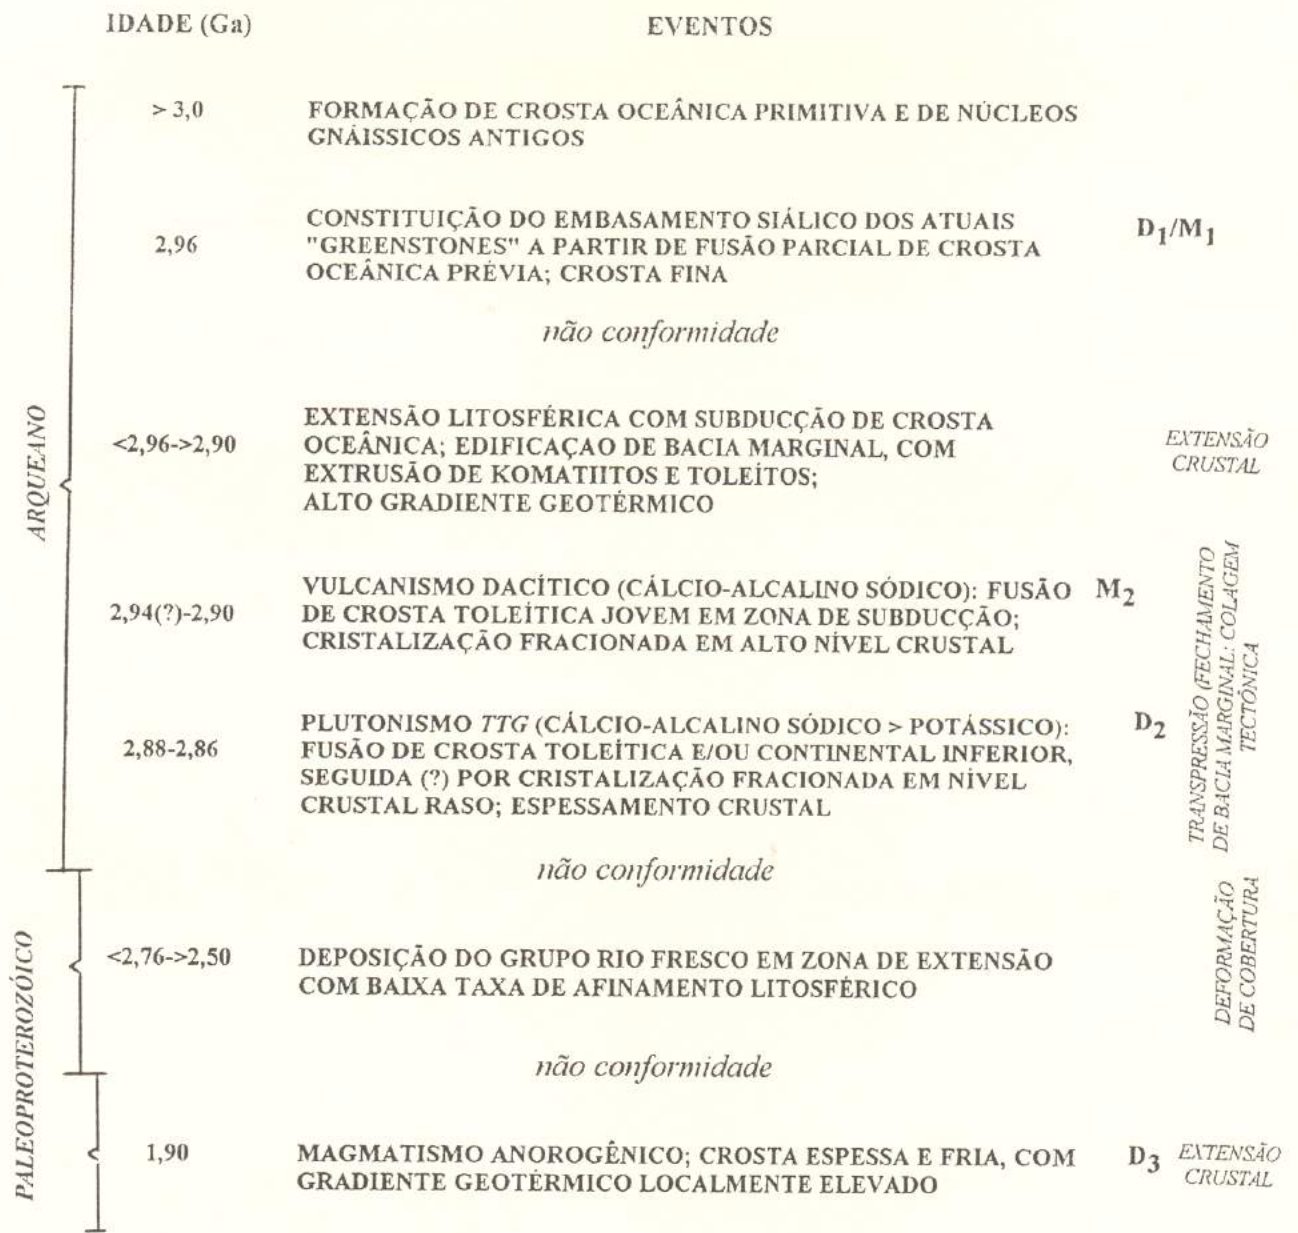 IDADE (Ga) EVENTOS
> 3,0 FORMAÇÃO DE CROSTA OCEÂNICA PRIMITIVA E DE NÚCLEOS
GNÁISSICOS ANTIGOS
CONSTITUIÇÃO DO EMBASAMENTO SIÁLICO DOS ATUAIS D1/M1
2,96 "GREENSTONES" A PARTIR DE FUSÃO PARCIAL DE CROSTA
OCEÂNICA PRÉVIA; CROSTA FINA
não conformidade
ARQUEANO
EXTENSÃO LITOSFÉRICA COM SUBDUCÇÃO DE CROSTA
<2,96->2,90 OCEÂNICA; EDIFICAÇAO DE BACIA MARGINAL, COM
EXTRUSÃO DE KOMATIITOS E TOLEÍTOS;
ALTO GRADIENTE GEOTÉRMICO
EXTENSÃO
CRUSTAL
VULCANISMO DACÍTICO (CÁLCIO-ALCALINO SÓDICO): FUSÃO M2
2,94(?)-2,90 DE CROSTA TOLEÍTICA JOVEM EM ZONA DE SUBDUCÇÃO;
CRISTALIZAÇÃO FRACIONADA EM ALTO NÍVEL CRUSTAL
PLUTONISMO TTG (CÁLCIO-ALCALINO SÓDICO > POTÁSSICO): D2
2,88-2,86 FUSÃO DE CROSTA TOLEÍTICA E/OU CONTINENTAL INFERIOR,
SEGUIDA (?) POR CRISTALIZAÇÃO FRACIONADA EM NÍVEL
CRUSTAL RASO; ESPESSAMENTO CRUSTAL
TRANSPRESSÃO (FECHAMENTO
DE BACIA MARGINAL: COLAGEM
TECTÔNICA
não conformidade
PALEOPROTEROZÓICO
<2,76->2,50 DEPOSIÇÃO DO GRUPO RIO FRESCO EM ZONA DE EXTENSÃO
COM BAIXA TAXA DE AFINAMENTO LITOSFÉRICO
DEFORMAÇÃO
DE COBERTURA
não conformidade
1,90 MAGMATISMO ANOROGÊNICO; CROSTA ESPESSA E FRIA, COM D3
GRADIENTE GEOTÉRMICO LOCALMENTE ELEVADO
EXTENSÃO
CRUSTAL